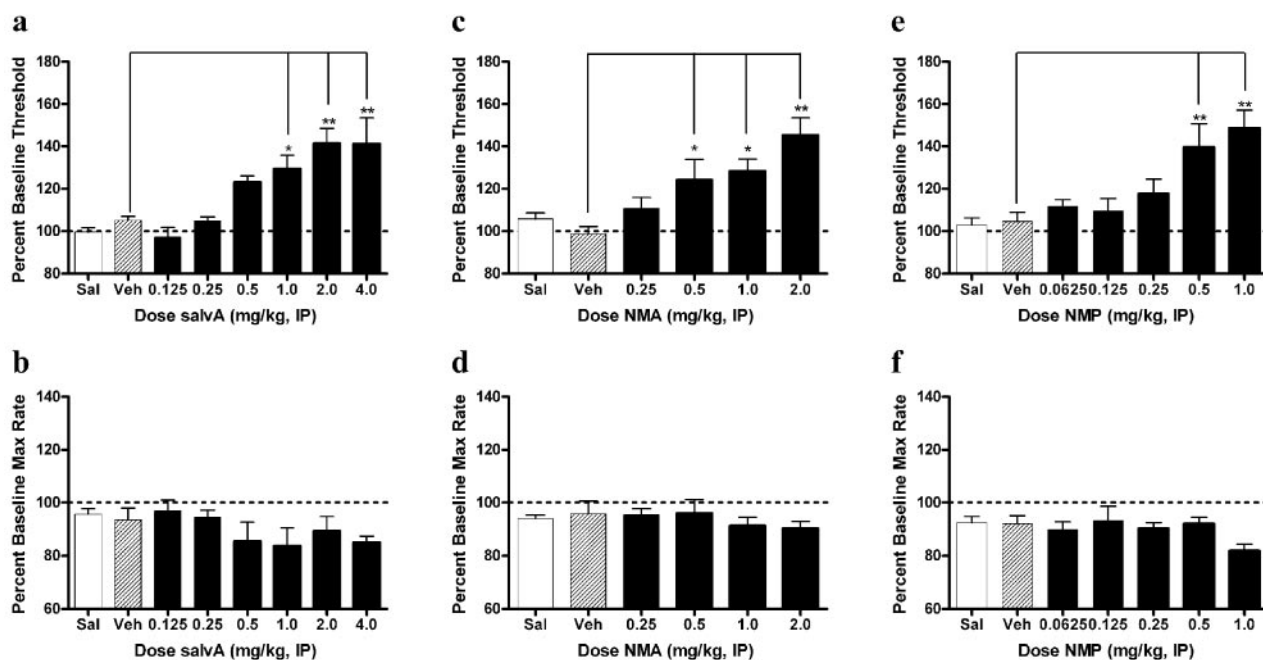 a
Percent Baseline Threshold
180
160
140
120
100
80
*
**
**
Sal Veh 0.125 0.25 0.5 1.0 2.0 4.0
Dose salvA (mg/kg, IP)
c
Percent Baseline Threshold
180
160
140
120
100
80
*
*
**
Sal Veh 0.25 0.5 1.0 2.0
Dose NMA (mg/kg, IP)
e
Percent Baseline Threshold
180
160
140
120
100
80
**
**
Sal Veh 0.0625 0.125 0.25 0.5 1.0
Dose NMP (mg/kg, IP)
b
Percent Baseline Max Rate
140
120
100
80
60
Sal Veh 0.125 0.25 0.5 1.0 2.0 4.0
Dose salvA (mg/kg, IP)
d
Percent Baseline Max Rate
140
120
100
80
60
Sal Veh 0.25 0.5 1.0 2.0
Dose NMA (mg/kg, IP)
f
Percent Baseline Max Rate
140
120
100
80
60
Sal Veh 0.0625 0.125 0.25 0.5 1.0
Dose NMP (mg/kg, IP)